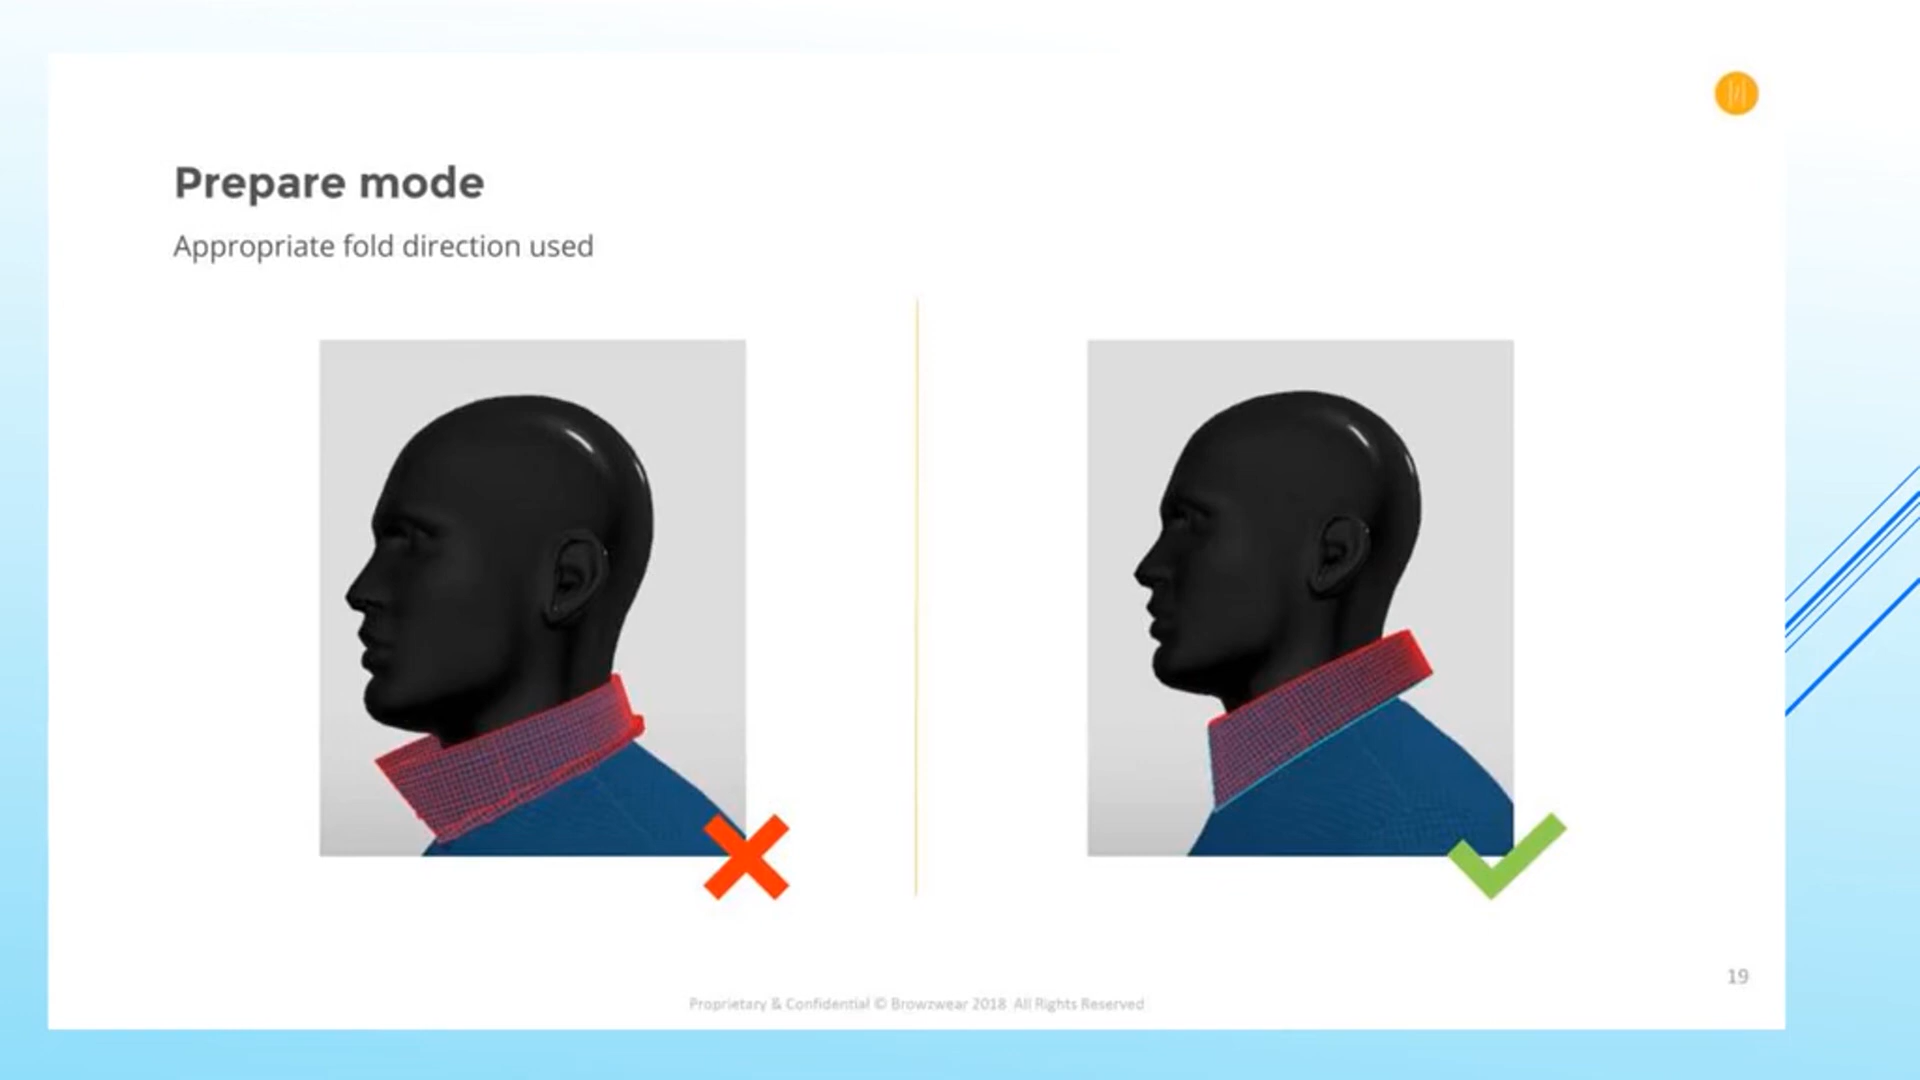 Prepare mode
Appropriate fold direction used
19
Proprietary & Confidential © Browzwear 2018 All Rights Reserved